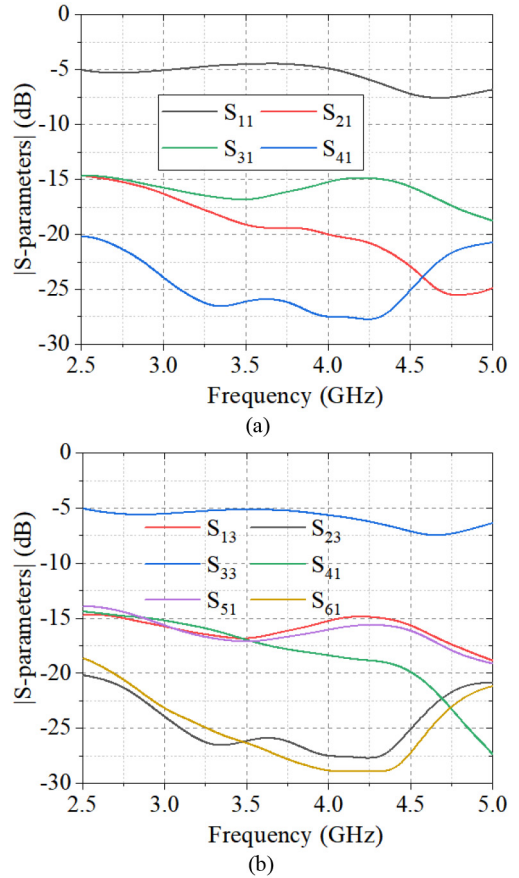 0
-5
-10
-15
-20
-25
-30
|S-parameters| (dB)
S11 S21
S31 S41
2.5 3.0 3.5 4.0 4.5 5.0
Frequency (GHz)
(a)
0
-5
-10
-15
-20
-25
-30
|S-parameters| (dB)
S13 S23
S33 S41
S51 S61
2.5 3.0 3.5 4.0 4.5 5.0
Frequency (GHz)
(b)